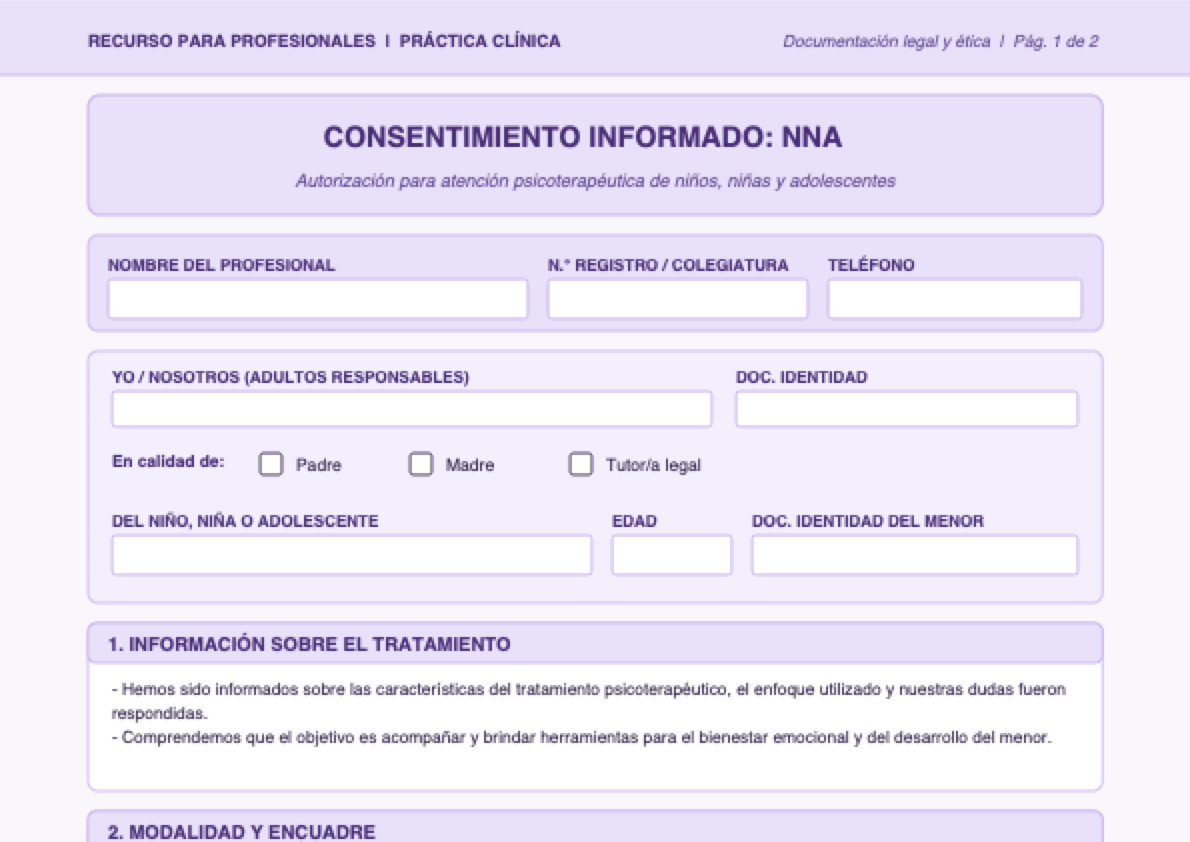 RECURSO PARA PROFESIONALES | PRÁCTICA CLÍNICA
Documentación legal y ética | Pág. 1 de 2
CONSENTIMIENTO INFORMADO: NNA
Autorización para atención psicoterapéutica de niños, niñas y adolescentes
NOMBRE DEL PROFESIONAL
N.° REGISTRO / COLEGIATURA
TELÉFONO
YO / NOSOTROS (ADULTOS RESPONSABLES)
DOC. IDENTIDAD
En calidad de:
Padre
Madre
Tutor/a legal
DEL NIÑO, NIÑA O ADOLESCENTE
EDAD
DOC. IDENTIDAD DEL MENOR
1. INFORMACIÓN SOBRE EL TRATAMIENTO
- Hemos sido informados sobre las características del tratamiento psicoterapéutico, el enfoque utilizado y nuestras dudas fueron
respondidas.
- Comprendemos que el objetivo es acompañar y brindar herramientas para el bienestar emocional y del desarrollo del menor.
2. MODALIDAD Y ENCUADRE